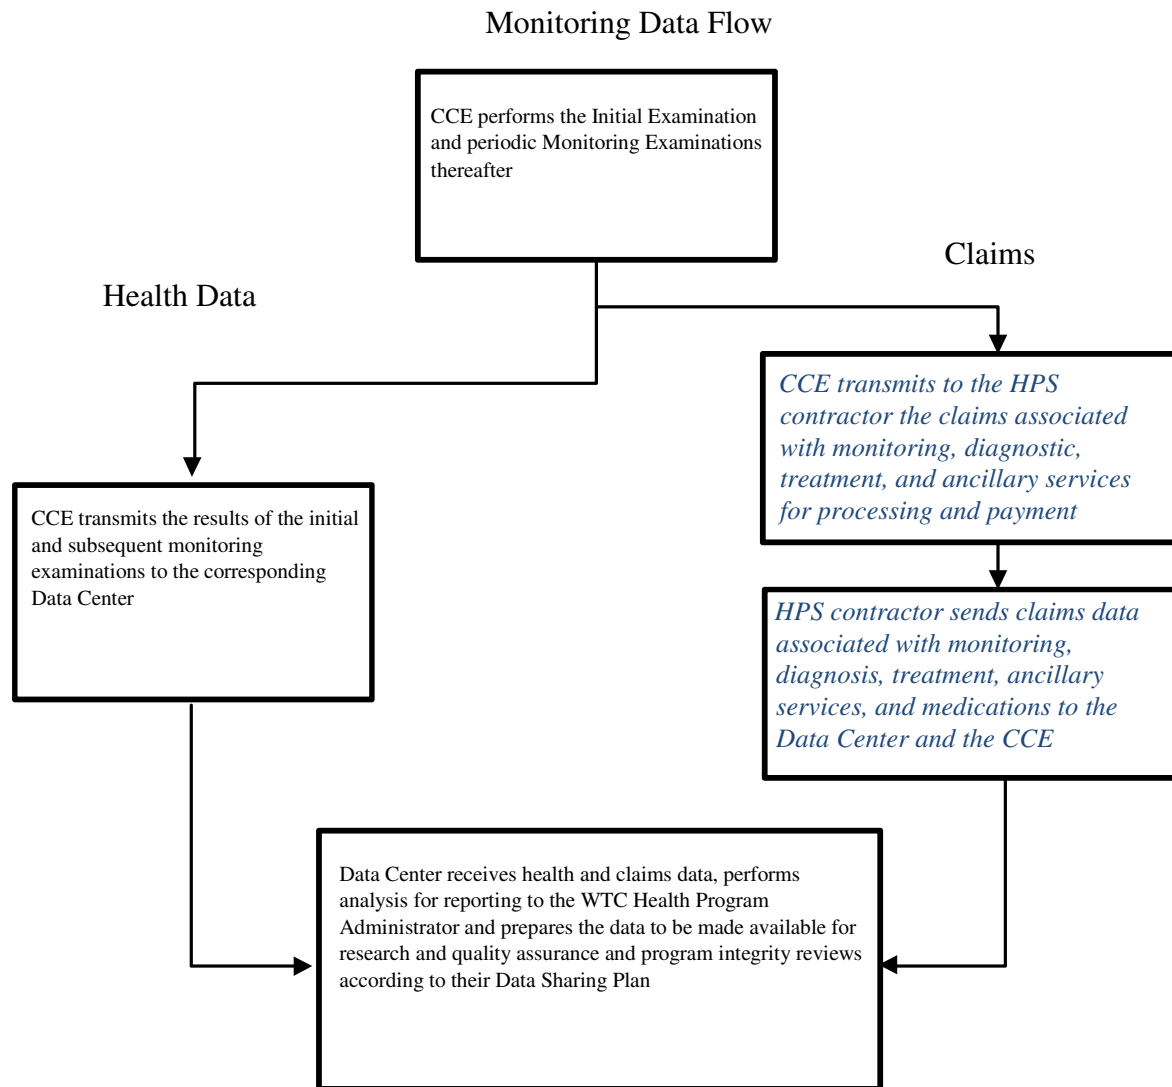 Monitoring Data Flow
CCE performs the Initial Examination
and periodic Monitoring Examinations
thereafter
Claims
Health Data
CCE transmits to the HPS
contractor the claims associated
with monitoring, diagnostic,
treatment, and ancillary services
for processing and payment
CCE transmits the results of the initial
and subsequent monitoring
examinations to the corresponding
Data Center
HPS contractor sends claims data
associated with monitoring,
diagnosis, treatment, ancillary
services, and medications to the
Data Center and the CCE
Data Center receives health and claims data, performs
analysis for reporting to the WTC Health Program
Administrator and prepares the data to be made available for
research and quality assurance and program integrity reviews
according to their Data Sharing Plan